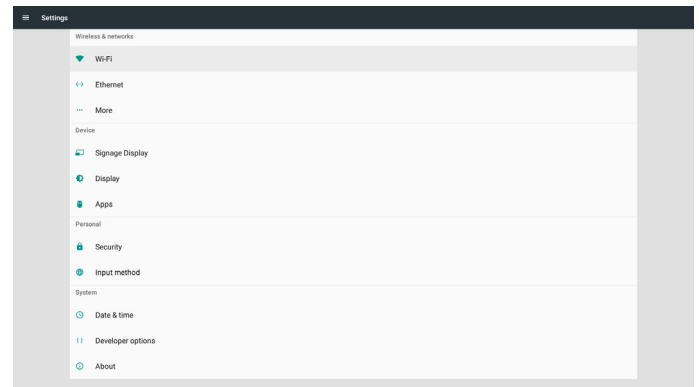 Settings
Wireless & networks
Wi-Fi
Ethernet
More
Device
Signage Display
Display
Apps
Personal
Security
Input method
System
Date & time
Developer options
About